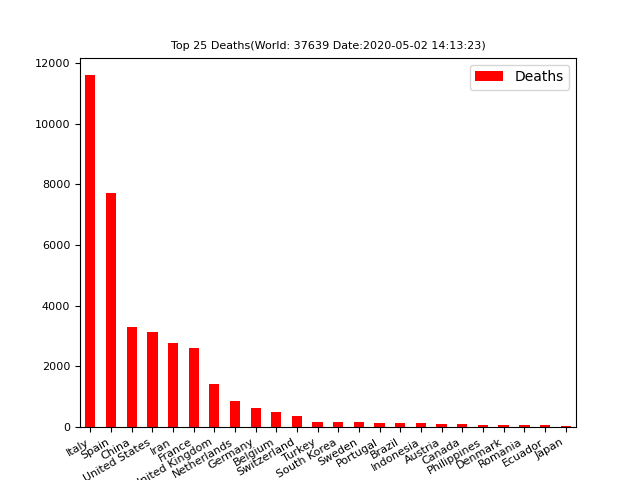 Top 25 Deaths(World: 37639 Date:2020-05-02 14:13:23)
Deaths
12000
10000
8000
6000
4000
2000
0
Italy
Spain
China
United States
Iran
France
nited Kingdom
Netherlands
Germany
Belgium
Switzerland
Turkey
South Korea
Sweden
Portugal
Brazil
Indonesia
Austria
Canada
Philippines
Denmark
Romania
Ecuador
Japan